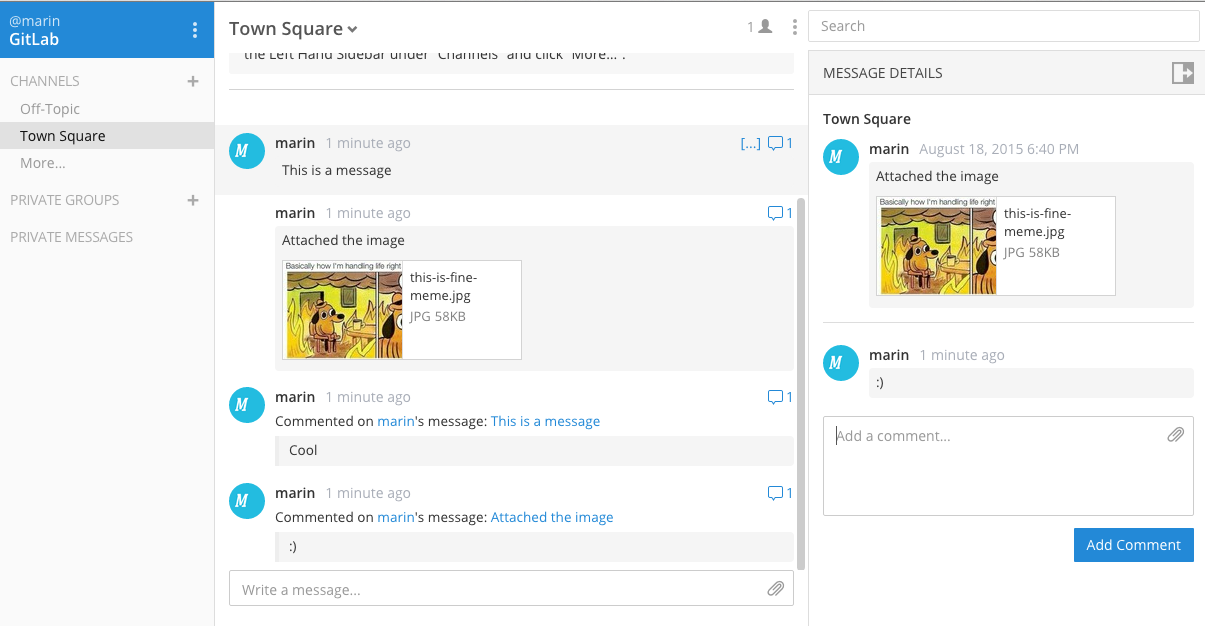 @marin
GitLab
CHANNELS
Off-Topic
Town Square
More...
PRIVATE GROUPS
PRIVATE MESSAGES
Town Square
1
the Left Hand Sidebar under "Channels" and click "More...".
marin 1 minute ago [...] 1
M
This is a message
marin 1 minute ago 1
Attached the image
Basically how I'm handling life right
this-is-fine-
meme.jpg
JPG 58KB
marin 1 minute ago 1
M
Commented on marin's message: This is a message
Cool
marin 1 minute ago 1
M
Commented on marin's message: Attached the image
:)
Write a message...
Search
MESSAGE DETAILS
Town Square
marin August 18, 2015 6:40 PM
M
Attached the image
Basically how I'm handling life right
this-is-fine-
meme.jpg
JPG 58KB
marin 1 minute ago
M
:)
Add a comment...
Add Comment